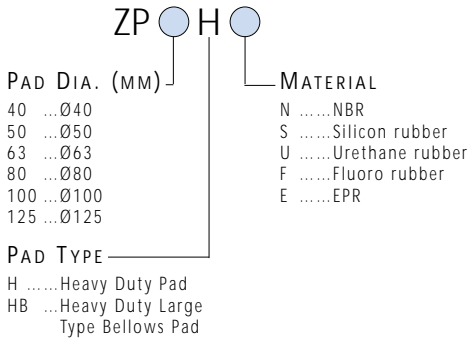 ZP H
PAD DIA. (MM)
40 ...Ø40
50 ...Ø50
63 ...Ø63
80 ...Ø80
100 ...Ø100
125 ...Ø125
MATERIAL
N ......NBR
S ......Silicon rubber
U ......Urethane rubber
F ......Fluoro rubber
E ......EPR
PAD TYPE
H ......Heavy Duty Pad
HB ...Heavy Duty Large
Type Bellows Pad